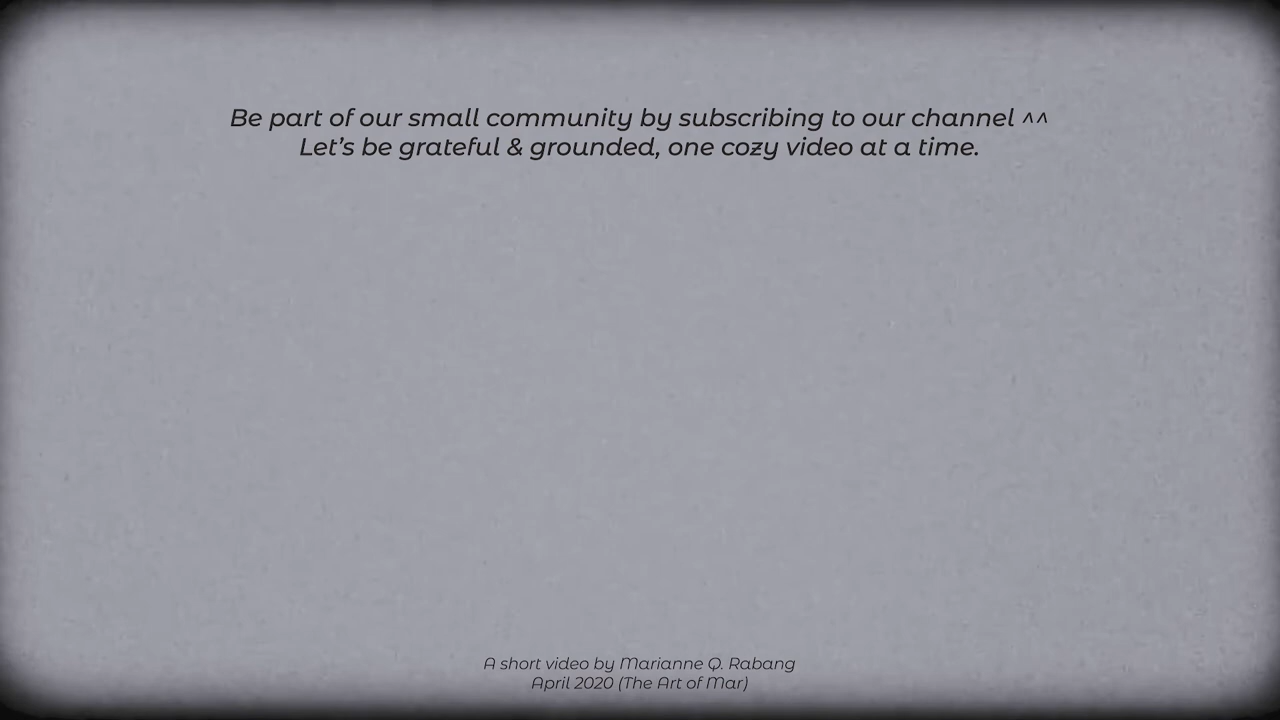 Be part of our small community by subscribing to our channel ^^
Let’s be grateful & grounded, one cozy video at a time.
A short video by Marianne Q. Rabang
April 2020 (The Art of Mar)